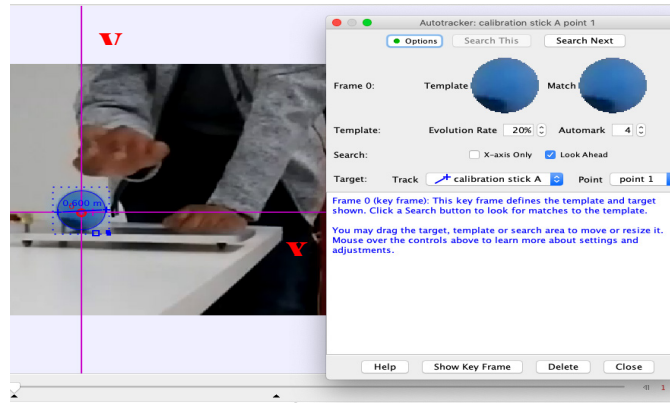 Autotracker: calibration stick A point 1
Options Search This Search Next
Frame 0: Template Match
Template: Evolution Rate 20% Automark 4
Search: X-axis Only Look Ahead
Target: Track calibration stick A Point point 1
Frame 0 (key frame): This key frame defines the template and target
shown. Click a Search button to look for matches to the template.
You may drag the target, template or search area to move or resize it.
Mouse over the controls above to learn more about settings and
adjustments.
Help Show Key Frame Delete Close
V
0.600 m
V
1